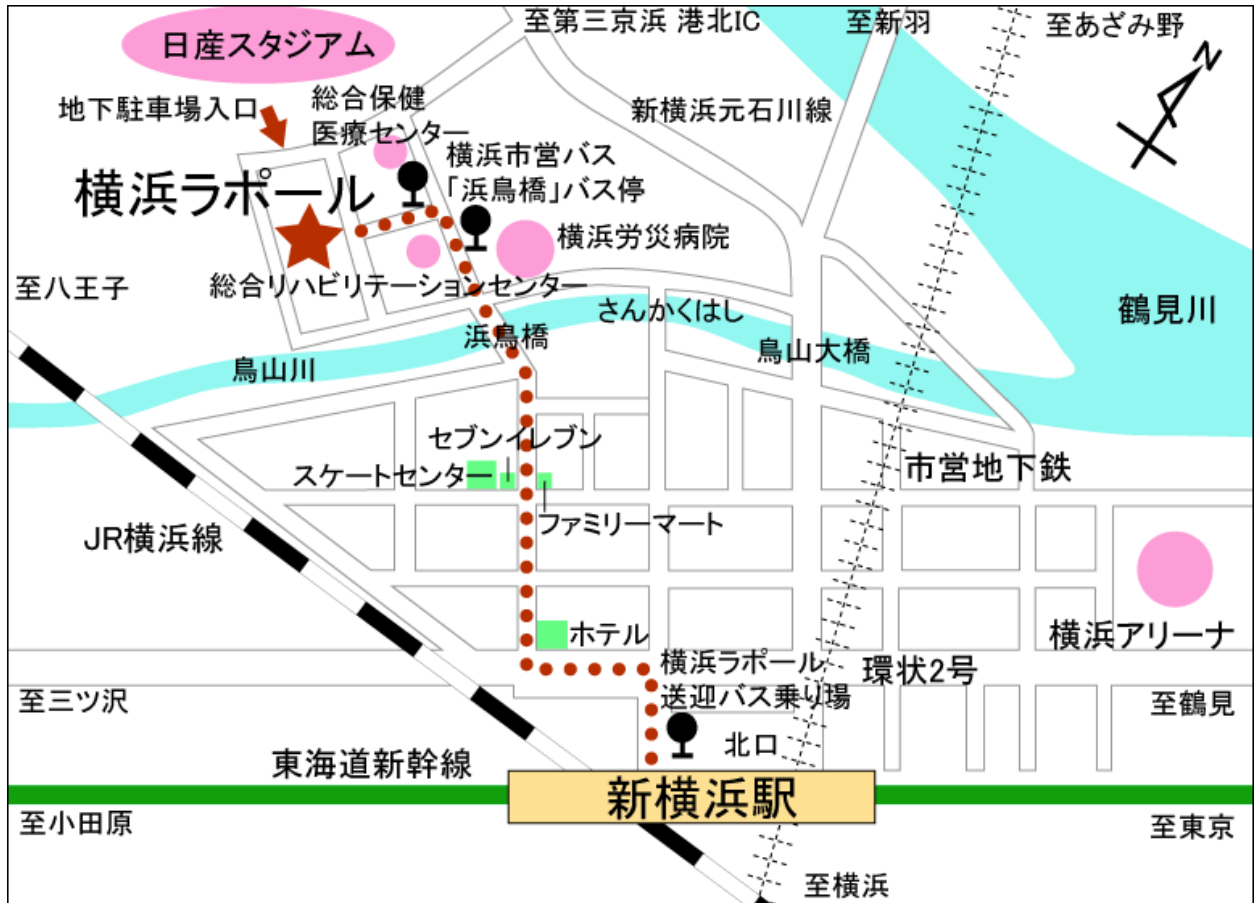 日産スタジアム
至第三京浜 港北IC
至新羽
至あざみ野
N
地下駐車場入口
総合保健
医療センター
新横浜元石川線
横浜市営バス
「浜鳥橋」バス停
横浜ラポール
横浜労災病院
至八王子
総合リハビリテーションセンター
さんかくはし
鶴見川
浜鳥橋
鳥山大橋
鳥山川
セブンイレブン
スケートセンター
市営地下鉄
ファミリーマート
JR横浜線
ホテル
横浜アリーナ
横浜ラポール
送迎バス乗り場
環状2号
至三ツ沢
至鶴見
北口
東海道新幹線
新横浜駅
至小田原
至東京
至横浜